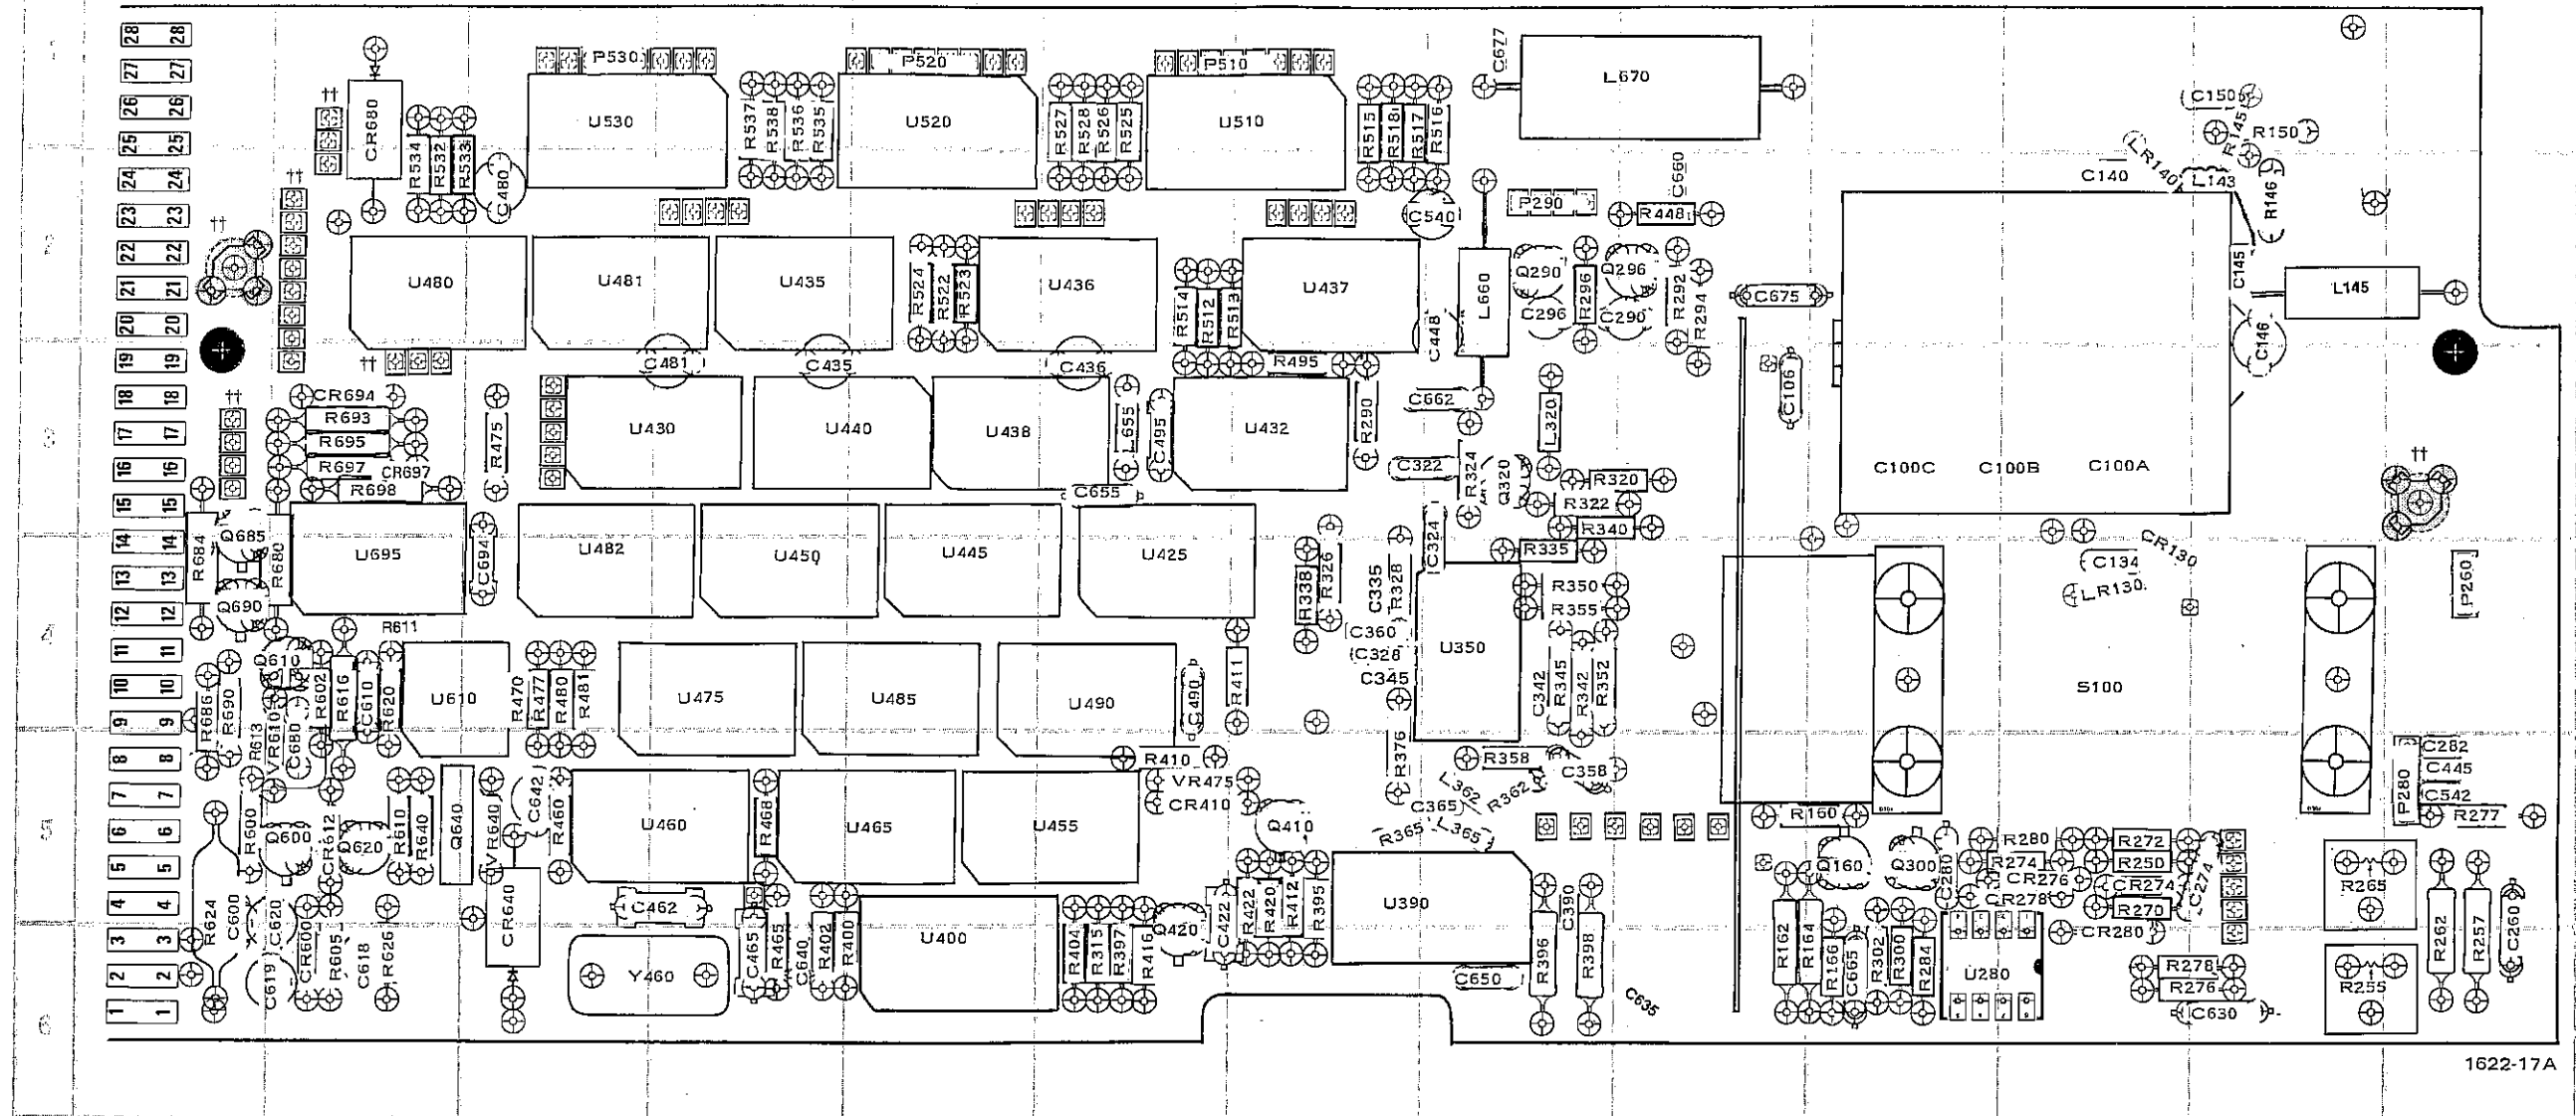 28 28
27 27
26 26
25 25
24 24
23 23
22 22
21 21
20 20
19 19
18 18
17 17
16 16
15 15
14 14
13 13
12 12
11 11
10 10
9 9
8 8
7 7
6 6
5 5
4 4
3 3
2 2
1 1
P530 P520 P510 C677 L670
†† CR680 U530 R537 R538 R536 R535 U520 R527 R528 R526 R525 U510 R515 R518 R517 R516
C150 R145 R150
†† R534 R532 R533 C480 C540 P290 C660 R448 C140 LR140 L143 R146
†† U480 U481 U435 R524 R522 R523 U436 R514 R512 R513 U437 C448 L660 Q290 C296 R296 Q296 C290 R292 R294 C675 C145 L145
†† C481 C435 C436 R495 C146
†† CR694 R693 R695 R697 CR697 R698 R475 U430 U440 U438 L655 C495 U432 R290 C662 C322 R324 Q320 L320 C106
R320 R322 R340 R335
C100C C100B C100A ††
C655
R684 Q685 R680 Q690 U695 C694 U482 U450 U445 U425 R338 R326 C335 R328 C324
R350 R355 C134 CR130 LR130 P260
R611 C360 C328 C345 U350
Q610 R602 R616 C610 R620 U610 R470 R477 R480 R481 U475 U485 U490 C490 R411 C342 R345 R342 R352 S100
R686 R690 R613 VR610 C680 R410 R376 R358 C358
VR475 CR410 L362 R362 C365 R365 L365
C282 C445 C542 P280 R277
R600 Q600 CR612 Q620 R610 R640 Q640 VR640 C642 R460 U460 R468 U465 U455 Q410
R160 Q160 Q300 C280 R280 R274 CR276 CR278 R272 R250 CR274 R270 C274 CR280
R265 R255
R624 C600 X-X C620 C619 CR600 R605 C618 R626 CR640 C462 Y460 C465 R465 C640 R402 R400 U400 R404 R315 R397 R416 Q420 C422 R422 R420 R412 R395 U390 C650 R396 C390 R398 C635
R162 R164 R166 C665 R302 R300 R284 U280 R278 R276 C630 R262 R257 C260
1622-17A